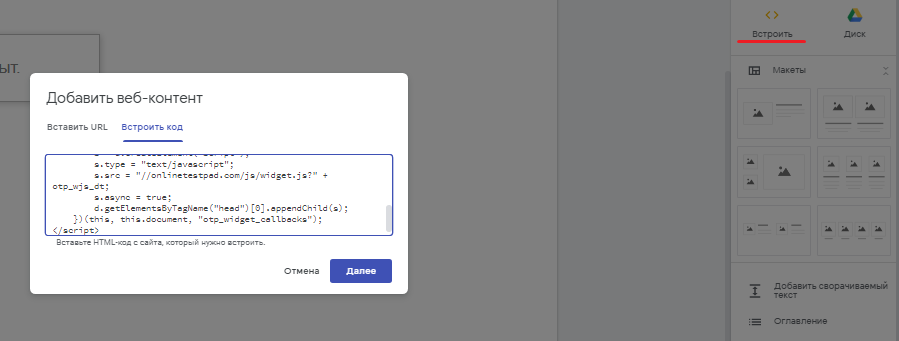 ЫТ.
Добавить веб-контент
Вставить URL
Встроить код
s.type = "text/javascript";
s.src = "//onlinetestpad.com/js/widget.js?" +
otp_wjs_dt;
s.async = true;
d.getElementsByTagName("head")[0].appendChild(s);
})(this, this.document, "otp_widget_callbacks");
</script>
Вставьте HTML-код с сайта, который нужно встроить.
Отмена
Далее
Встроить
Диск
Макеты
Добавить сворачиваемый
текст
Оглавление